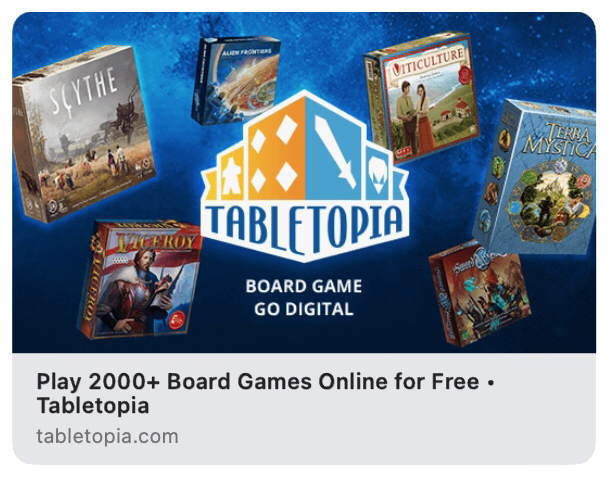 SCYTHE
ALIEN FRONTIERS
VITICULTURE
TERRA
MYSTICA
TABLETOPIA
VICEROY
VICEROY
BOARD GAME
GO DIGITAL
Play 2000+ Board Games Online for Free •
Tabletopia
tabletopia.com